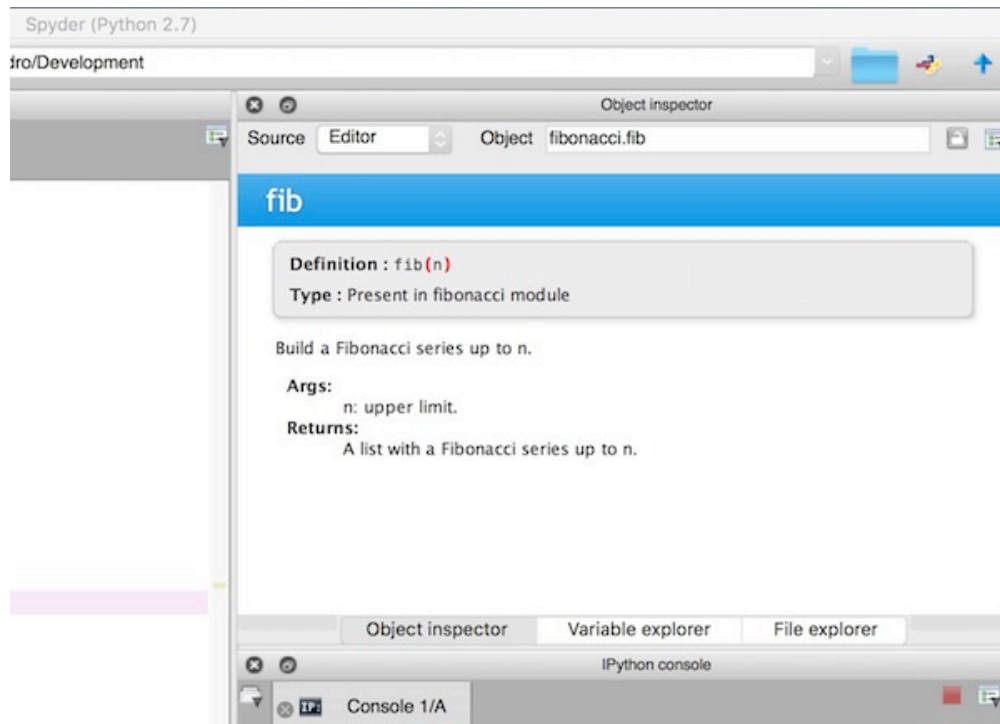 Spyder (Python 2.7)
dro/Development
Object inspector
Source Editor Object fibonacci.fib
fib
Definition : fib(n)
Type : Present in fibonacci module
Build a Fibonacci series up to n.
Args:
n: upper limit.
Returns:
A list with a Fibonacci series up to n.
Object inspector Variable explorer File explorer
IPython console
IP: Console 1/A